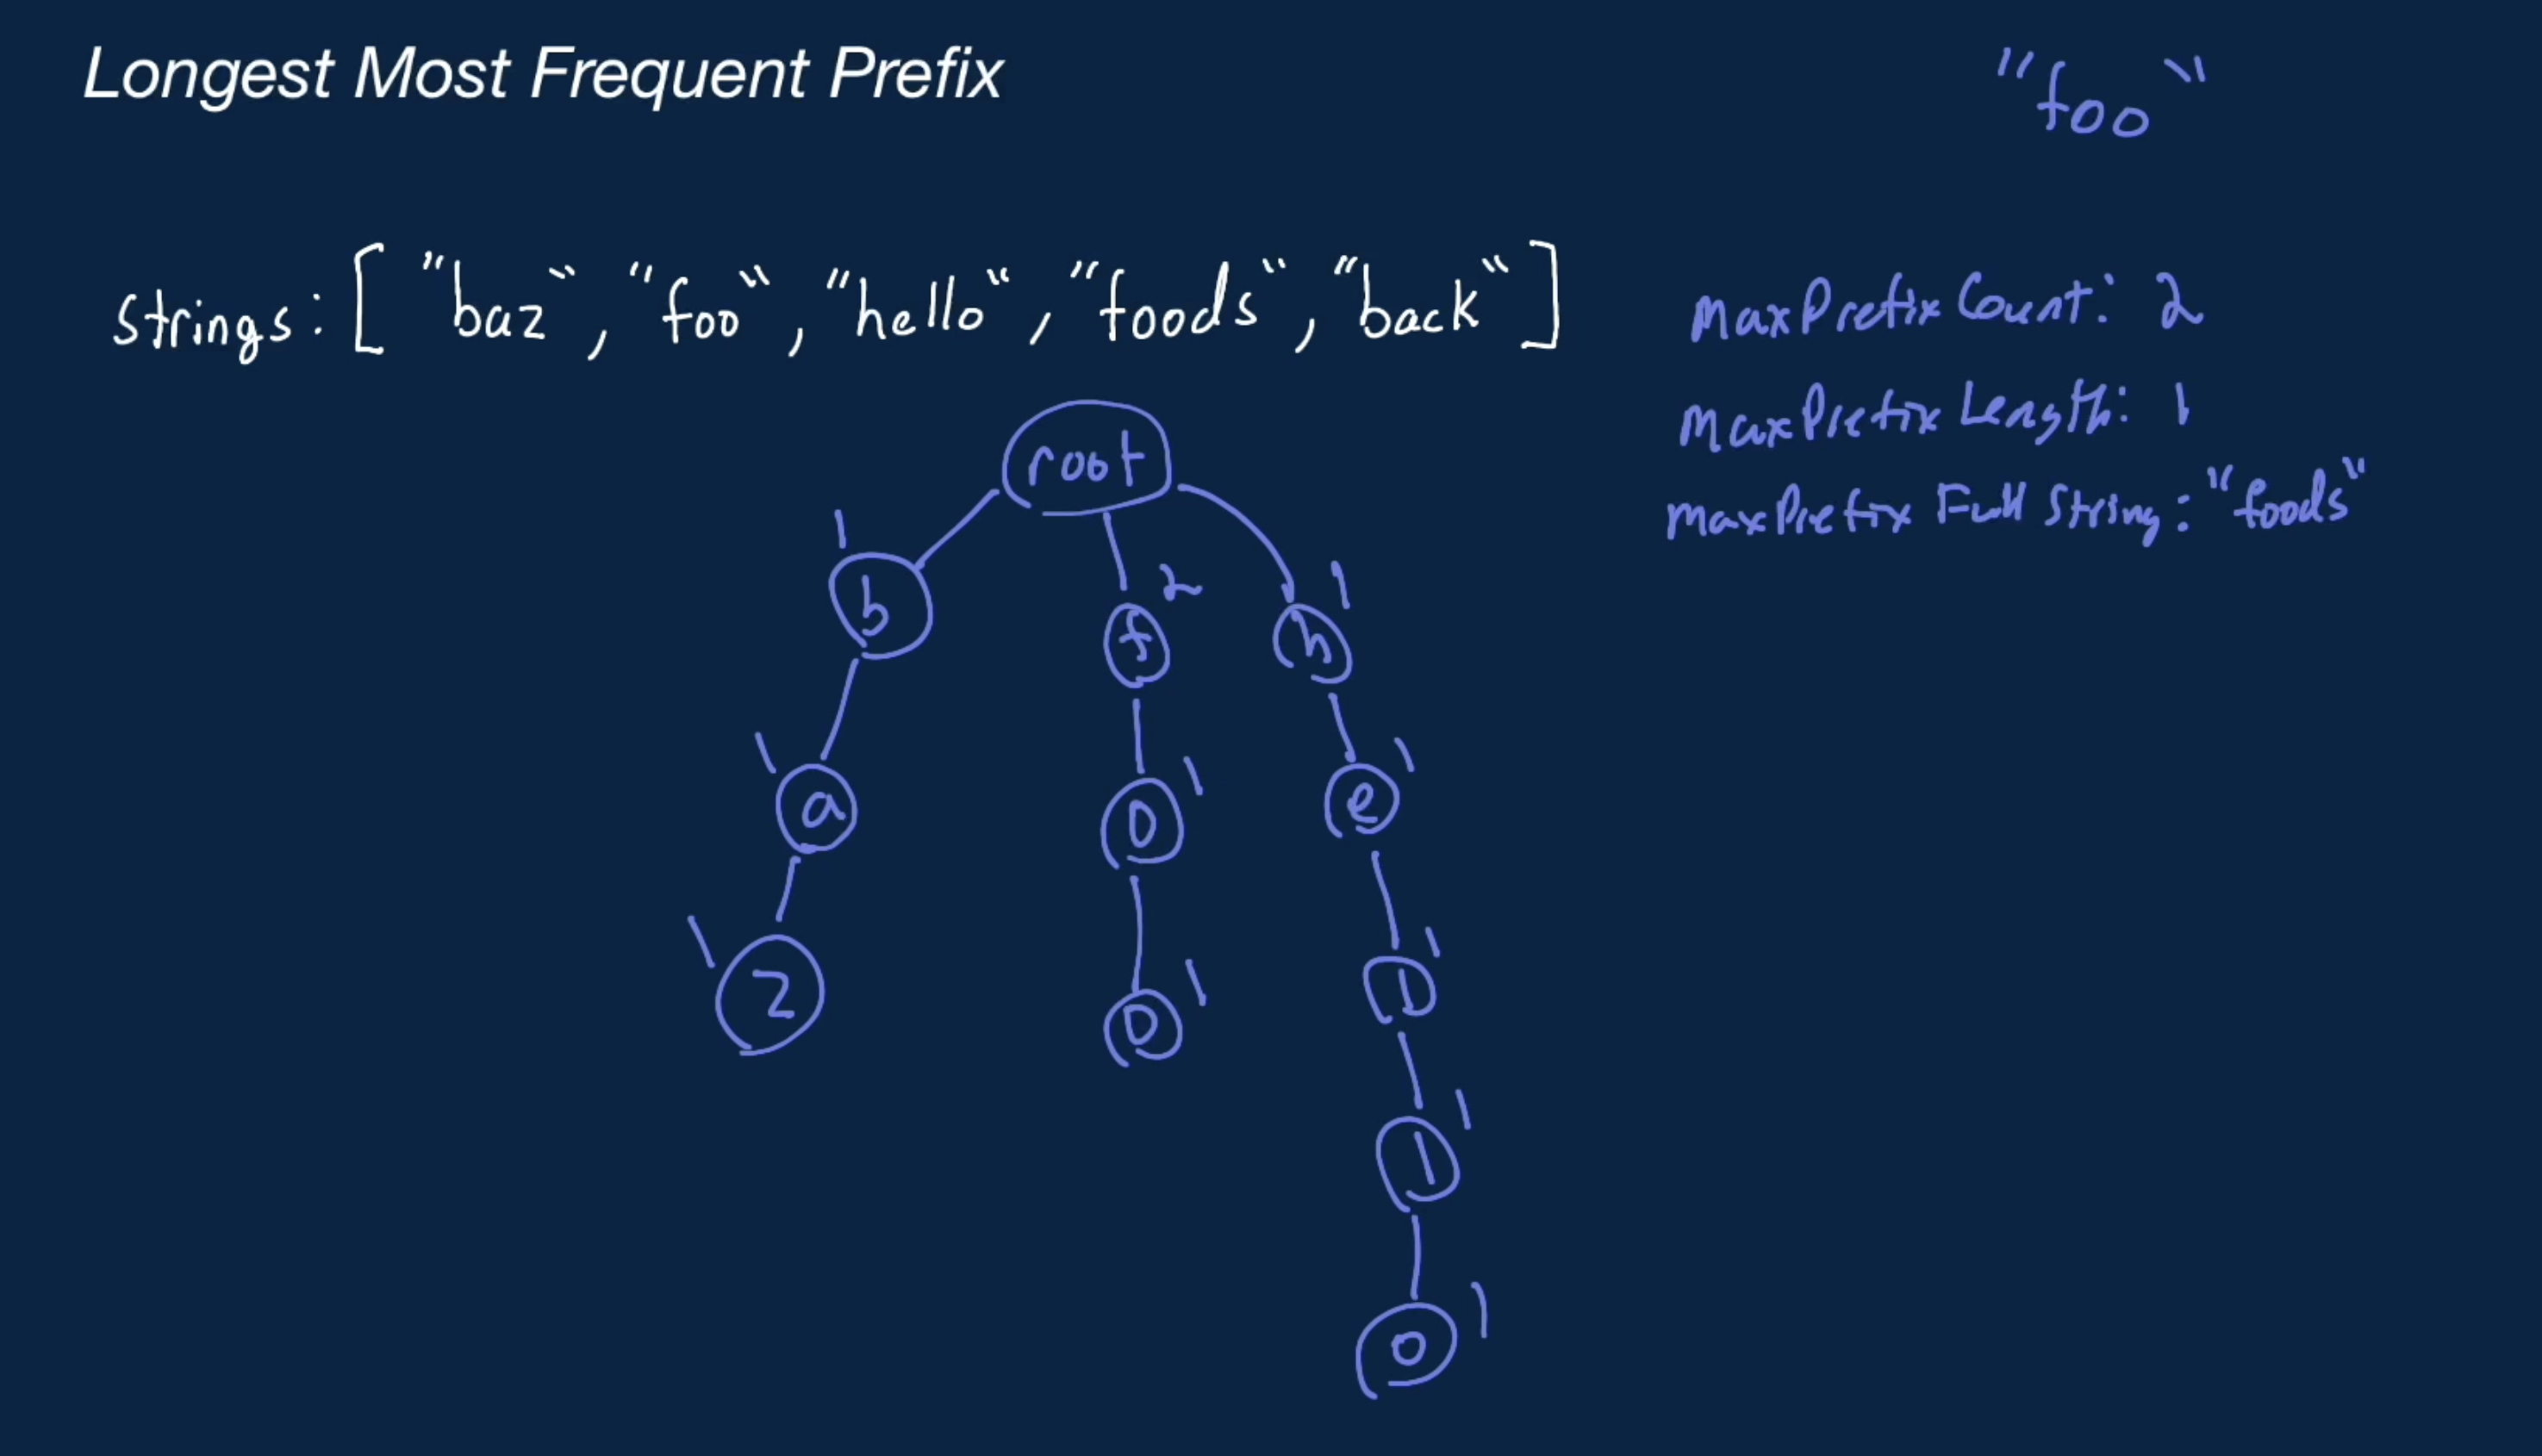 Longest Most Frequent Prefix
"foo"
Strings: ["baz", "foo", "hello", "foods", "back"]
maxPrefixCount: 2
maxPrefixLength: 1
maxPrefixFullString: "foods"
root
1
b
2
f
1
h
1
a
1
o
1
e
1
z
1
o
1
l
1
l
1
o